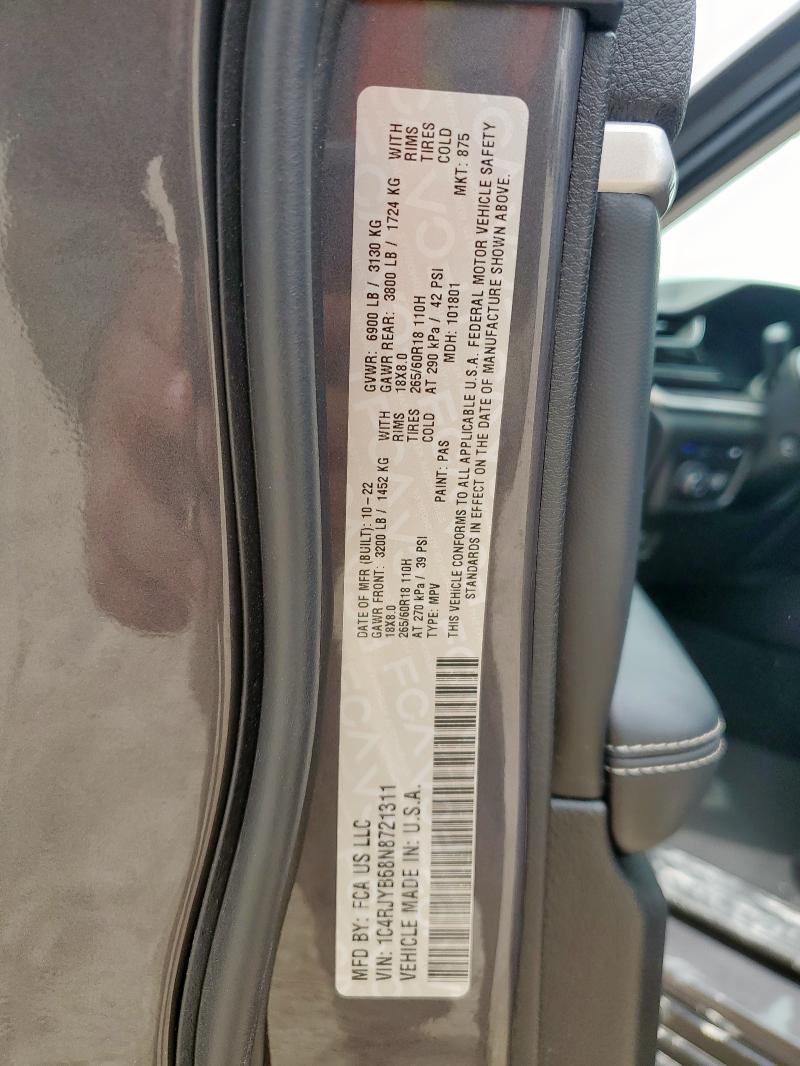 MFD BY: FCA US LLC
VIN: 1C4RJYB68N8721311
VEHICLE MADE IN: U.S.A.
DATE OF MFR (BUILT): 10-22
GAWR FRONT: 3200 LB / 1452 KG WITH
18X8.0 RIMS
265/60R18 110H TIRES
AT 270 kPa / 39 PSI COLD
TYPE: MPV PAINT: PAS
GVWR: 6900 LB / 3130 KG
GAWR REAR: 3800 LB / 1724 KG WITH
18X8.0 RIMS
265/60R18 110H TIRES
AT 290 kPa / 42 PSI COLD
MDH: 101801 MKT: 875
THIS VEHICLE CONFORMS TO ALL APPLICABLE U.S.A. FEDERAL MOTOR VEHICLE SAFETY
STANDARDS IN EFFECT ON THE DATE OF MANUFACTURE SHOWN ABOVE.